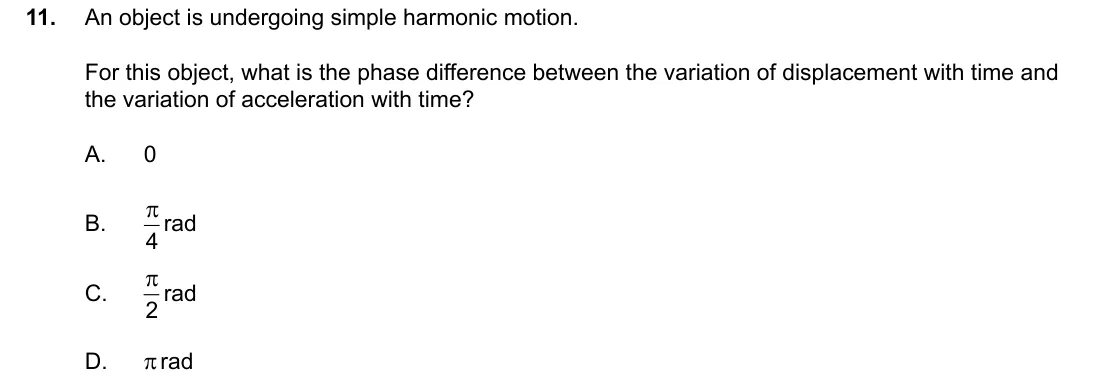 11. An object is undergoing simple harmonic motion.
For this object, what is the phase difference between the variation of displacement with time and
the variation of acceleration with time?
A. 0
B. π/4 rad
C. π/2 rad
D. π rad